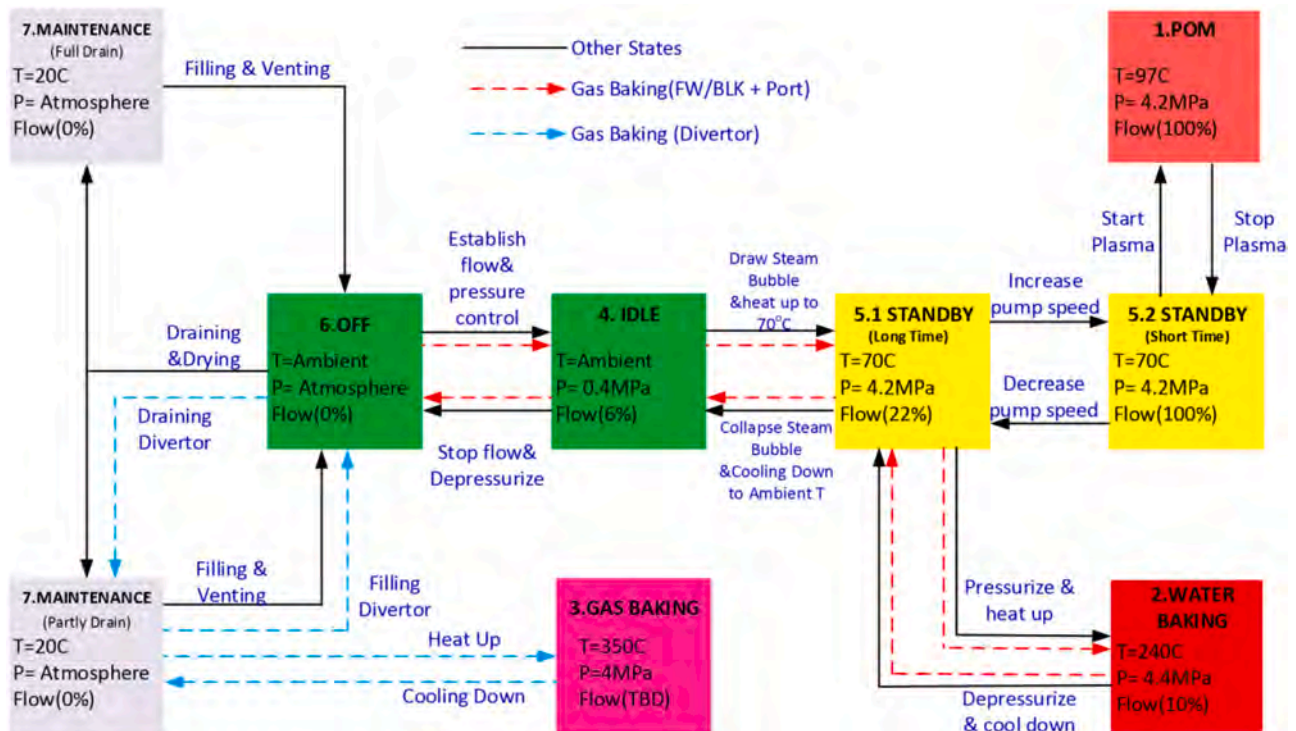 7.MAINTENANCE
(Full Drain)
T=20C
P= Atmosphere
Flow(0%)
Filling & Venting
Other States
Gas Baking(FW/BLK + Port)
Gas Baking (Divertor)
1.POM
T=97C
P= 4.2MPa
Flow(100%)
Start
Plasma
Stop
Plasma
Draining
&Drying
Draining
Divertor
6.OFF
T=Ambient
P= Atmosphere
Flow(0%)
Establish
flow&
pressure
control
Stop flow&
Depressurize
4. IDLE
T=Ambient
P= 0.4MPa
Flow(6%)
Draw Steam
Bubble
&heat up to
70°C
Collapse Steam
Bubble
&Cooling Down
to Ambient T
5.1 STANDBY
(Long Time)
T=70C
P= 4.2MPa
Flow(22%)
Increase
pump speed
Decrease
pump speed
5.2 STANDBY
(Short Time)
T=70C
P= 4.2MPa
Flow(100%)
7.MAINTENANCE
(Partly Drain)
T=20C
P= Atmosphere
Flow(0%)
Filling &
Venting
Filling
Divertor
Heat Up
Cooling Down
3.GAS BAKING
T=350C
P=4MPa
Flow(TBD)
Pressurize &
heat up
Depressurize
& cool down
2.WATER
BAKING
T=240C
P= 4.4MPa
Flow(10%)